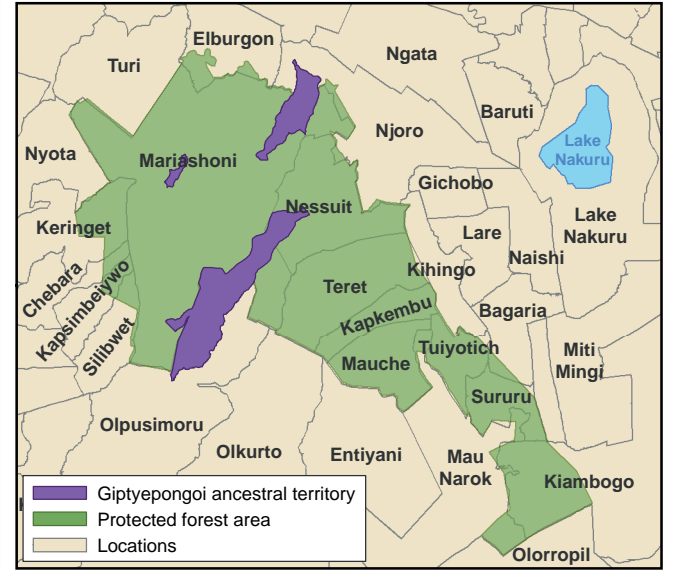 Elburgon
Ngata
Turi
Baruti
Njoro
Lake
Nakuru
Nyota
Mariashoni
Gichobo
Nessuit
Lake
Nakuru
Keringet
Lare
Naishi
Chebara
Kihingo
Teret
Kapsimbeiywo
Kapkembu
Bagaria
Silibwet
Tuiyotich
Miti
Mingi
Mauche
Sururu
Olpusimoru
Olkurto
Entiyani
Mau
Narok
Kiambogo
Olorropil
Giptyepongoi ancestral territory
Protected forest area
Locations